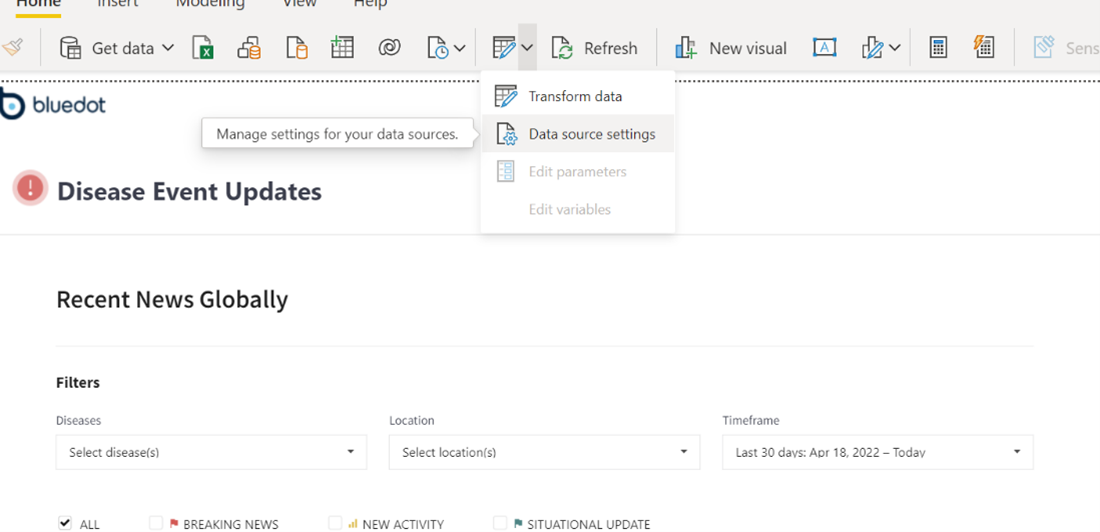 Home Insert Modeling View Help
Get data Refresh New visual A Sens
Transform data
bluedot
Manage settings for your data sources. Data source settings
Edit parameters
Disease Event Updates
Edit variables
Recent News Globally
Filters
Diseases Location Timeframe
Select disease(s) Select location(s) Last 30 days: Apr 18, 2022 – Today
ALL BREAKING NEWS NEW ACTIVITY SITUATIONAL UPDATE